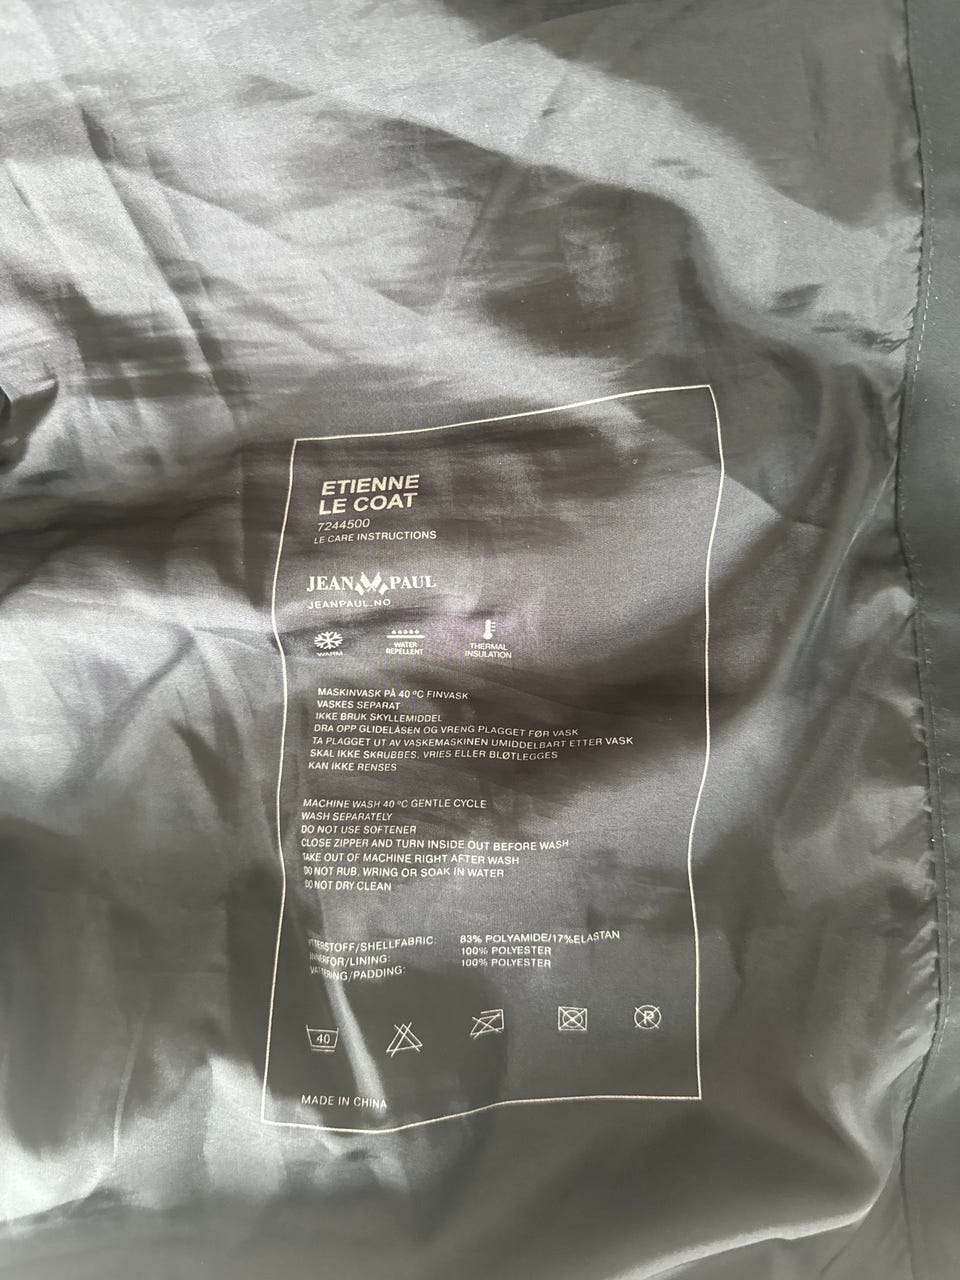 ETIENNE
LE COAT
7244500
LE CARE INSTRUCTIONS
JEAN PAUL
JEANPAUL.NO
WARM
WATER
REPELLENT
THERMAL
INSULATION
MASKINVASK PÅ 40 ºC FINVASK
VASKES SEPARAT
IKKE BRUK SKYLLEMIDDEL
DRA OPP GLIDELÅSEN OG VRENG PLAGGET FØR VASK
TA PLAGGET UT AV VASKEMASKINEN UMIDDELBART ETTER VASK
SKAL IKKE SKRUBBES, VRIES ELLER BLØTLEGGES
KAN IKKE RENSES
MACHINE WASH 40 ºC GENTLE CYCLE
WASH SEPARATELY
DO NOT USE SOFTENER
CLOSE ZIPPER AND TURN INSIDE OUT BEFORE WASH
TAKE OUT OF MACHINE RIGHT AFTER WASH
DO NOT RUB, WRING OR SOAK IN WATER
DO NOT DRY CLEAN
YTTERSTOFF/SHELLFABRIC: 83% POLYAMIDE/17%ELASTAN
INNERFOR/LINING: 100% POLYESTER
VATTERING/PADDING: 100% POLYESTER
40 P
MADE IN CHINA